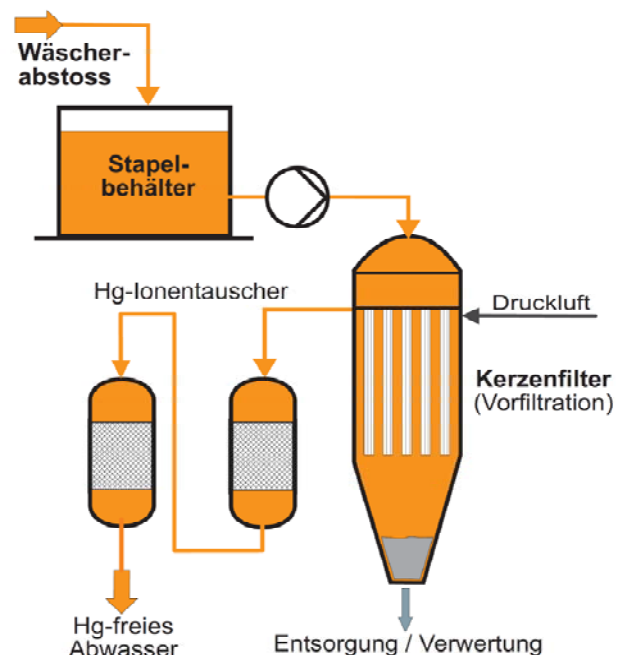 Wäscher-
abstoss
Stapel-
behälter
Hg-Ionentauscher
Druckluft
Kerzenfilter
(Vorfiltration)
Hg-freies
Abwasser
Entsorgung / Verwertung